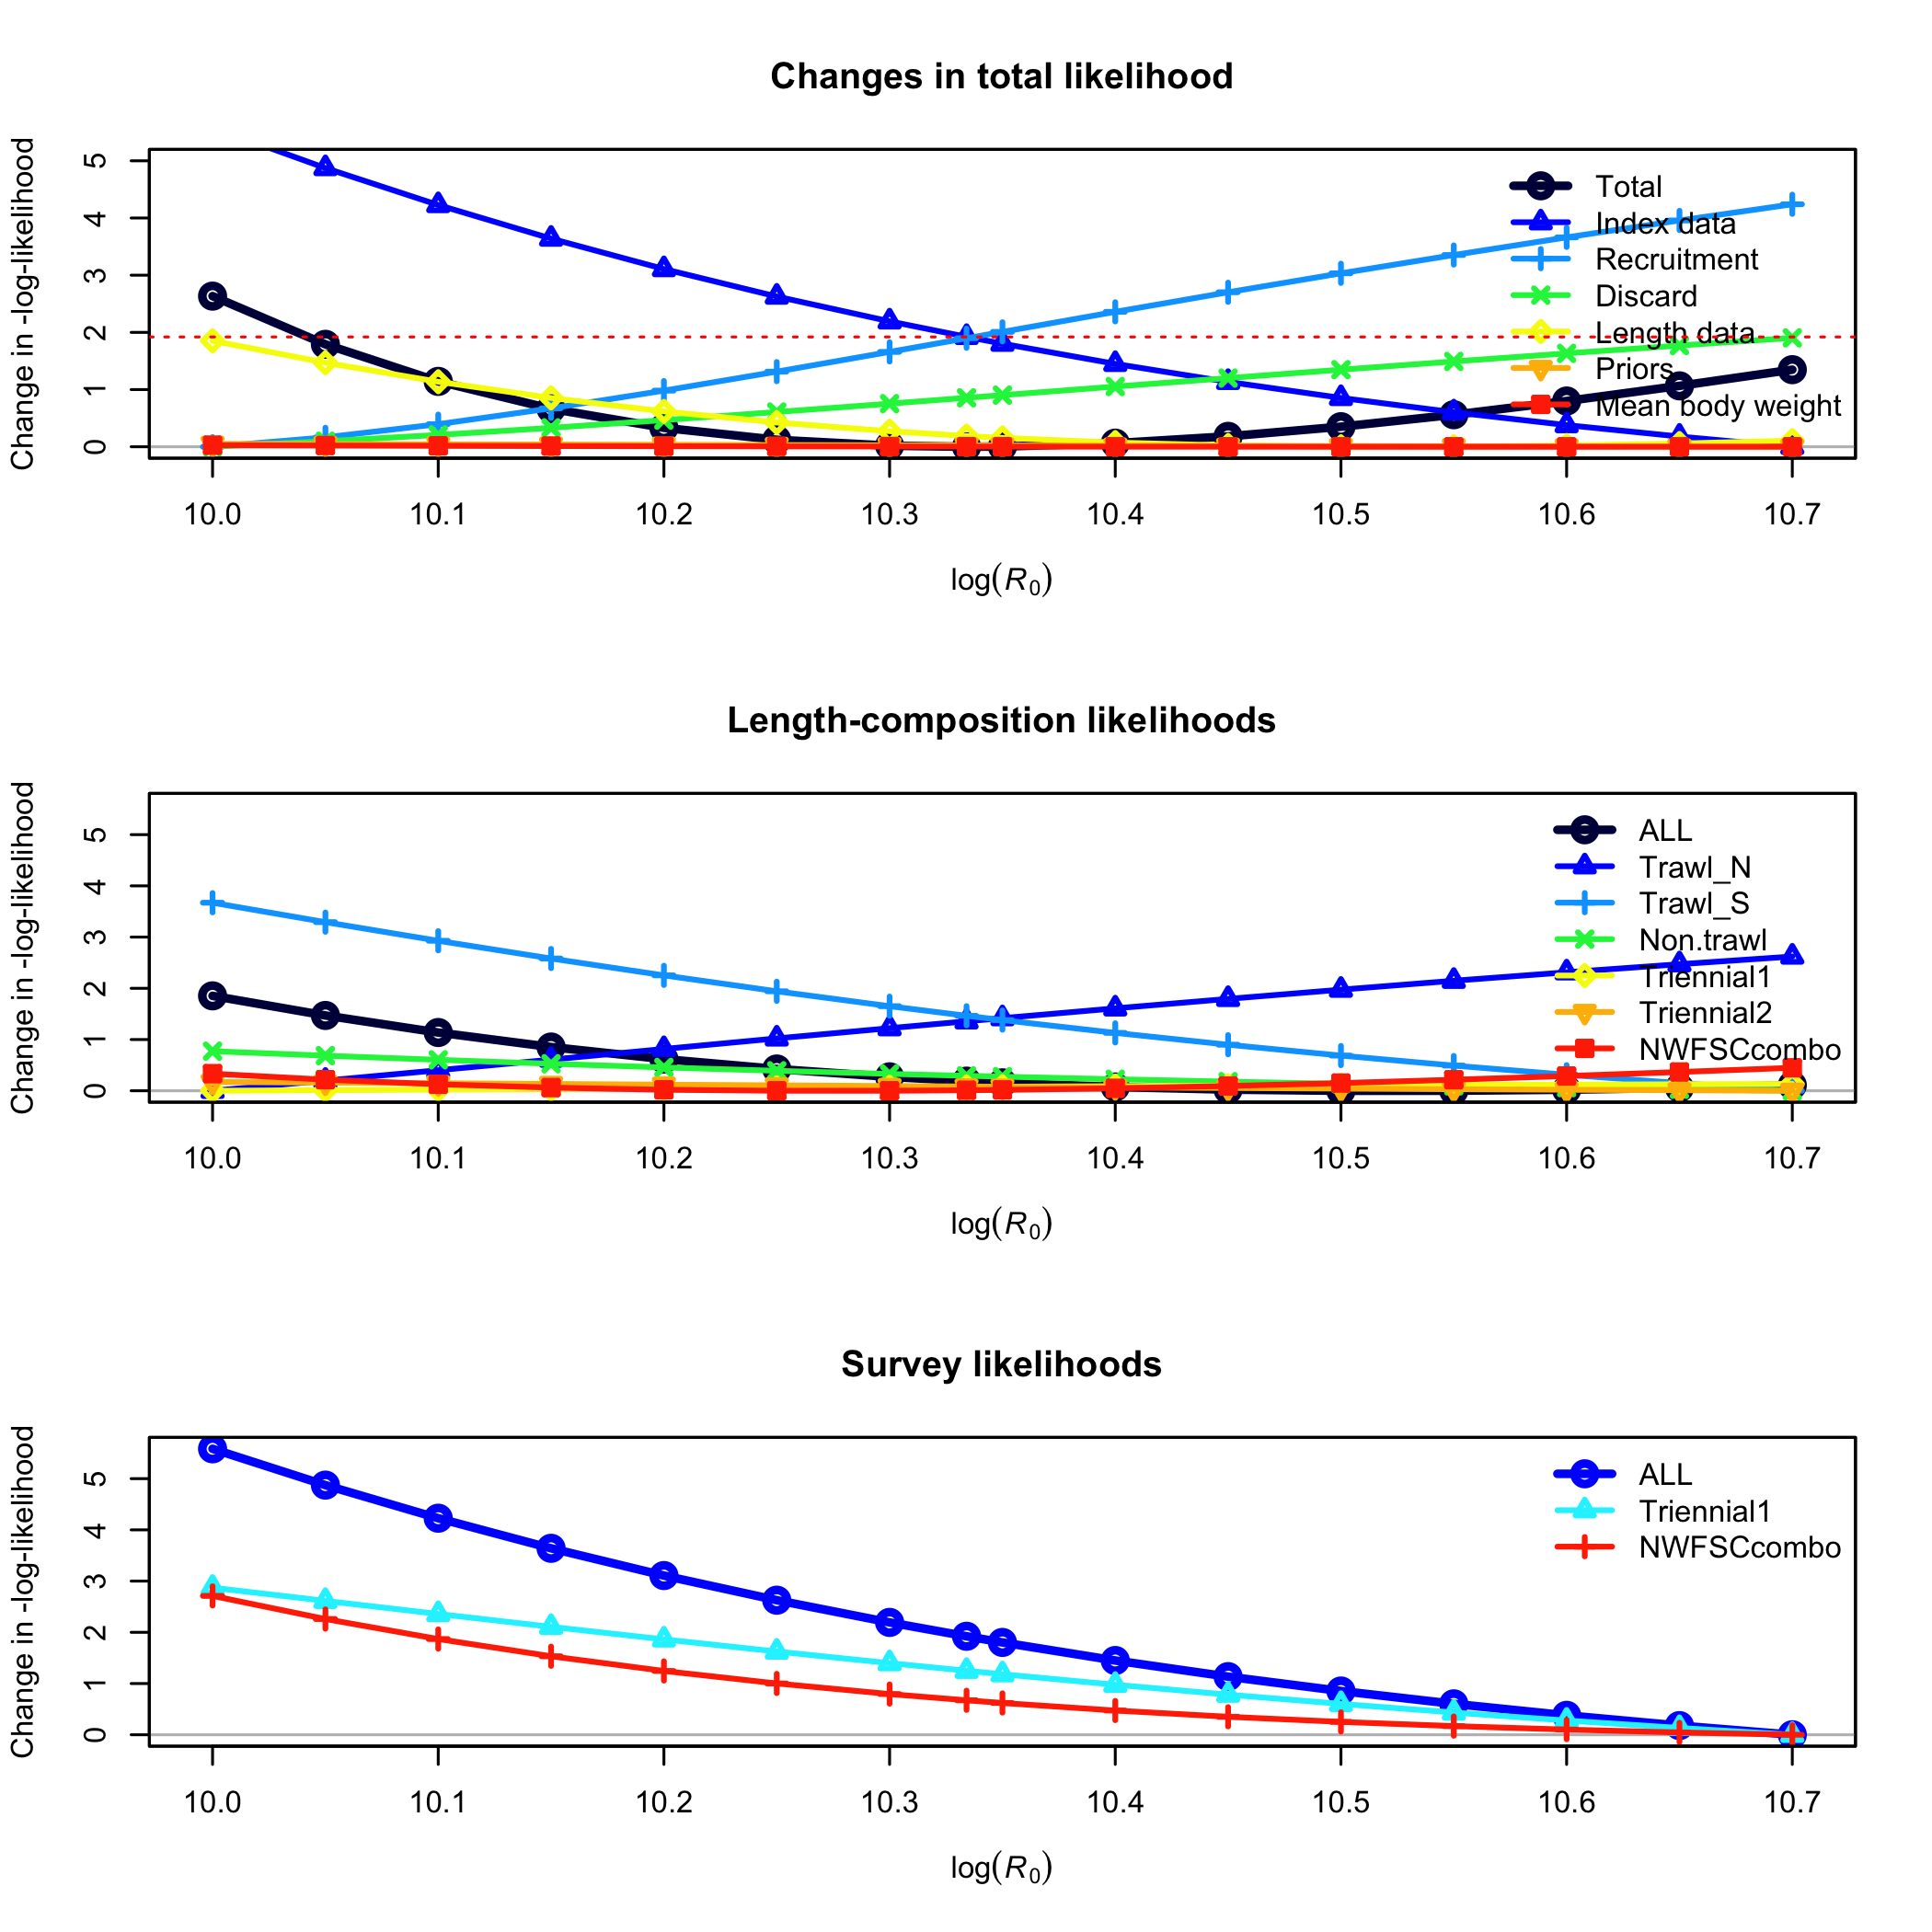 Changes in total likelihood
Change in -log-likelihood
5
4
3
2
1
0
Total
Index data
Recruitment
Discard
Length data
Priors
Mean body weight
10.0 10.1 10.2 10.3 10.4 10.5 10.6 10.7
log(R0)
Length-composition likelihoods
Change in -log-likelihood
5
4
3
2
1
0
ALL
Trawl_N
Trawl_S
Non.trawl
Triennial1
Triennial2
NWFSCcombo
10.0 10.1 10.2 10.3 10.4 10.5 10.6 10.7
log(R0)
Survey likelihoods
Change in -log-likelihood
5
4
3
2
1
0
ALL
Triennial1
NWFSCcombo
10.0 10.1 10.2 10.3 10.4 10.5 10.6 10.7
log(R0)